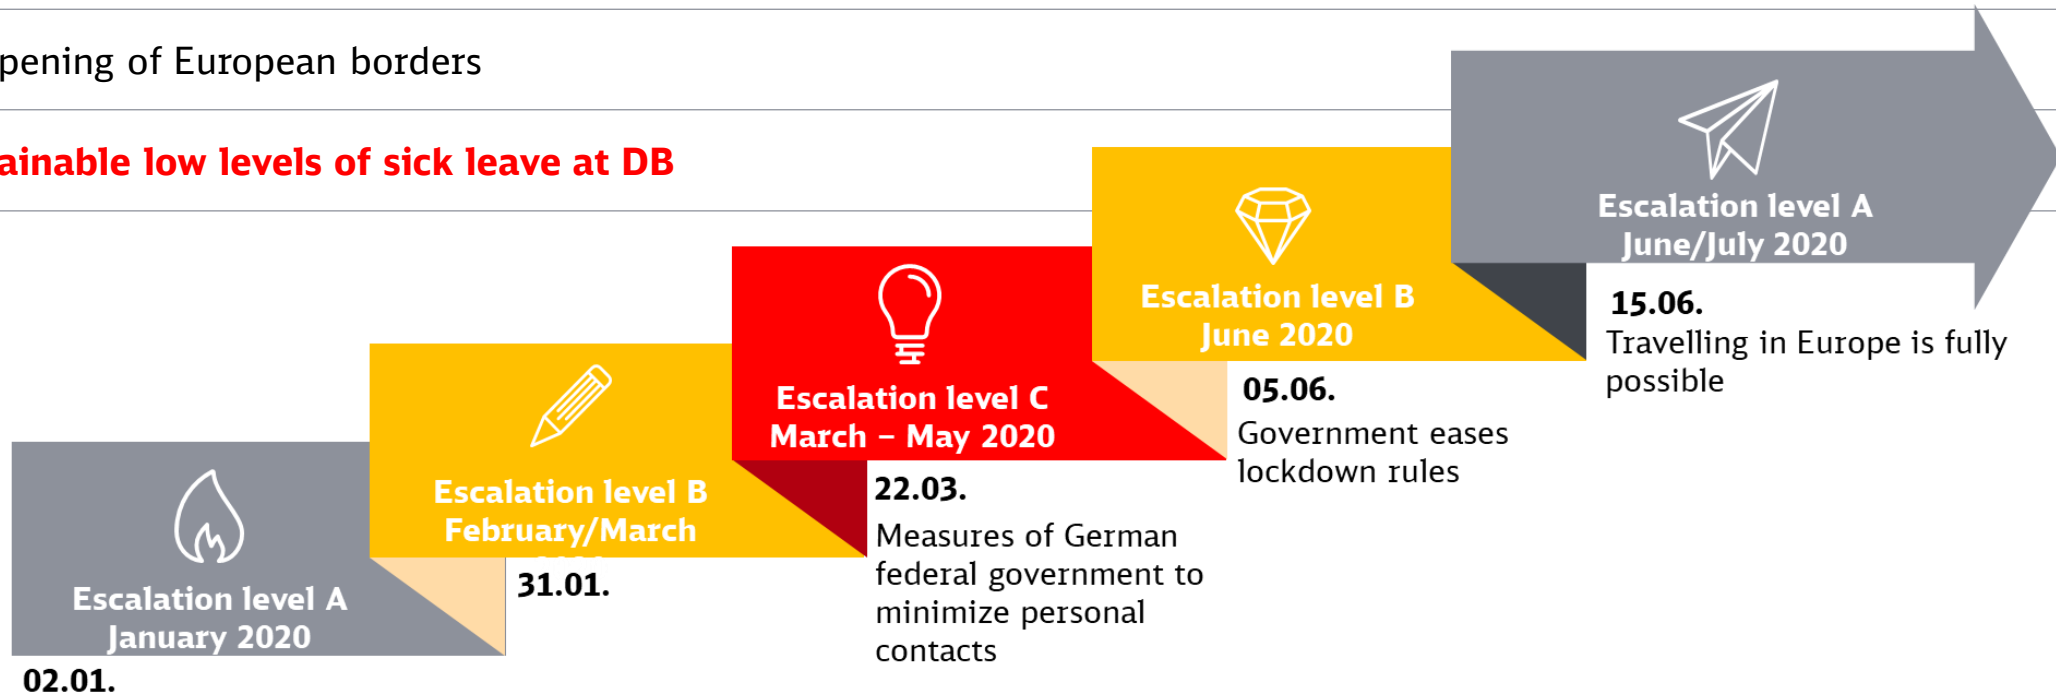 pening of European borders
ainable low levels of sick leave at DB
Escalation level A
June/July 2020
15.06.
Travelling in Europe is fully
possible
Escalation level B
June 2020
05.06.
Government eases
lockdown rules
Escalation level C
March – May 2020
22.03.
Measures of German
federal government to
minimize personal
contacts
Escalation level B
February/March
31.01.
Escalation level A
January 2020
02.01.